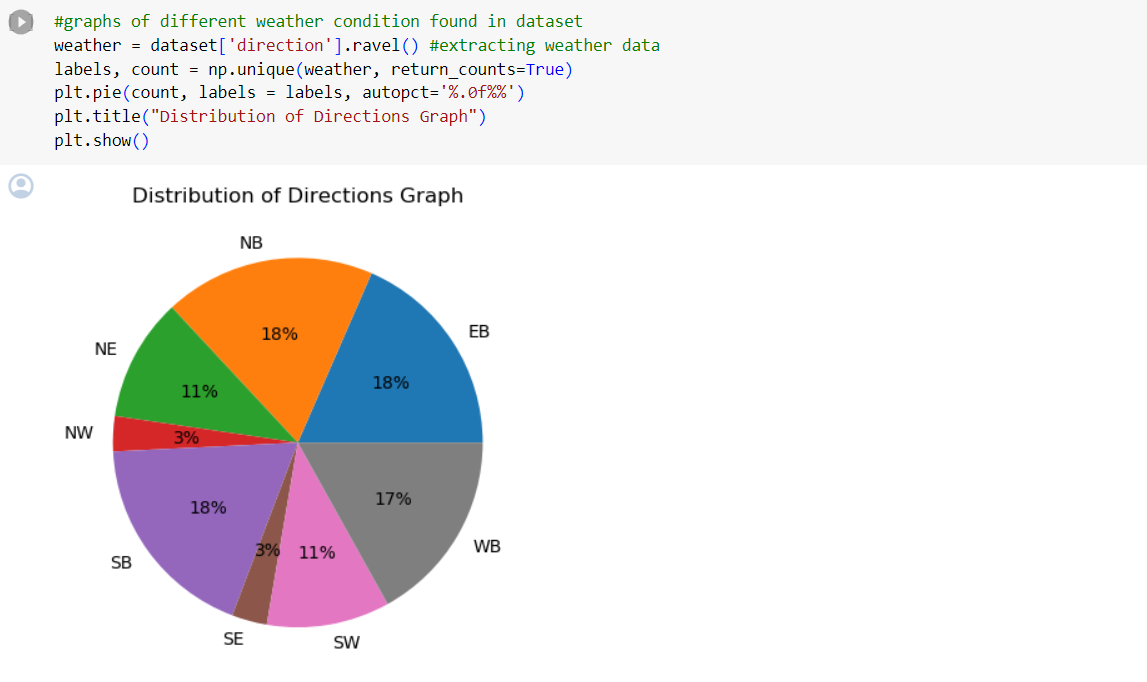 #graphs of different weather condition found in dataset
weather = dataset['direction'].ravel() #extracting weather data
labels, count = np.unique(weather, return_counts=True)
plt.pie(count, labels = labels, autopct='%.0f%%')
plt.title("Distribution of Directions Graph")
plt.show()
Distribution of Directions Graph
NB
EB
18%
NE
18%
11%
NW
3%
17%
18%
WB
3%
11%
SB
SE
SW